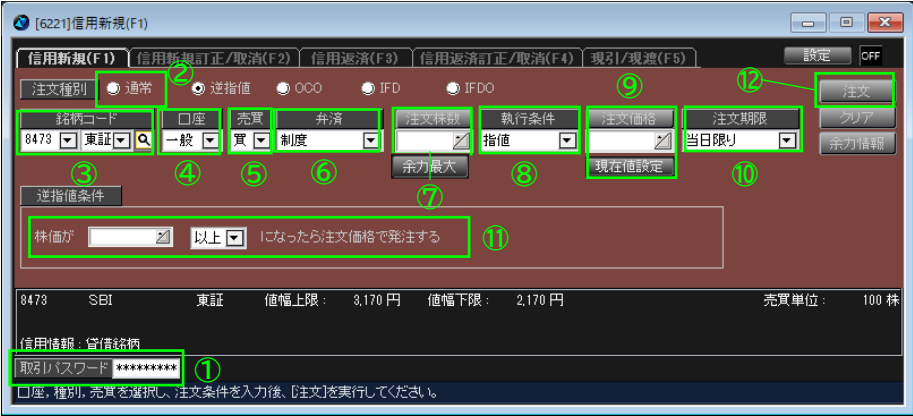 [6221]信用新規(F1)
信用新規(F1) 信用新規訂正/取消(F2) 信用返済(F3) 信用返済訂正/取消(F4) 現引/現渡(F5) 設定 OFF
② ⑨ ⑫
注文種別 通常 逆指値 OCO IFD IFDO 注文
銘柄コード 口座 売買 弁済 注文株数 執行条件 注文価格 注文期限 クリア
8473 東証 一般 買 制度 指値 当日限り 余力情報
余力最大 現在値設定
③ ④ ⑤ ⑥ ⑦ ⑧ ⑩
逆指値条件
株価が 以上 になったら注文価格で発注する ⑪
8473 SBI 東証 値幅上限： 3,170 円 値幅下限： 2,170 円 売買単位： 100 株
信用情報：貸借銘柄
取引パスワード ********* ①
口座,種別,売買を選択し、注文条件を入力後、[注文]を実行してください。